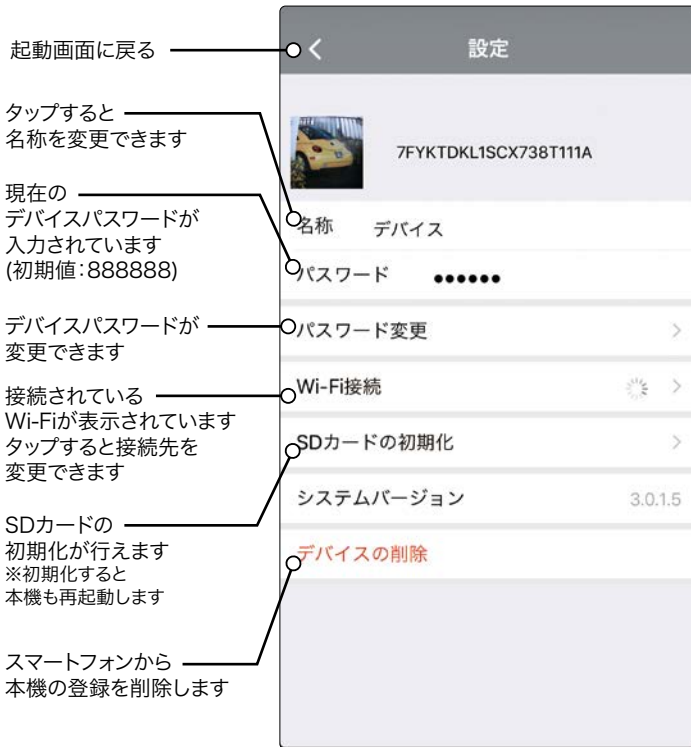 起動画面に戻る
タップすると
名称を変更できます
現在の
デバイスパスワードが
入力されています
(初期値:888888)
デバイスパスワードが
変更できます
接続されている
Wi-Fiが表示されています
タップすると接続先を
変更できます
SDカードの
初期化が行えます
※初期化すると
本機も再起動します
スマートフォンから
本機の登録を削除します
設定
7FYKTDKL1SCX738T111A
名称 デバイス
パスワード ●●●●●●
パスワード変更
Wi-Fi接続
SDカードの初期化
システムバージョン 3.0.1.5
デバイスの削除